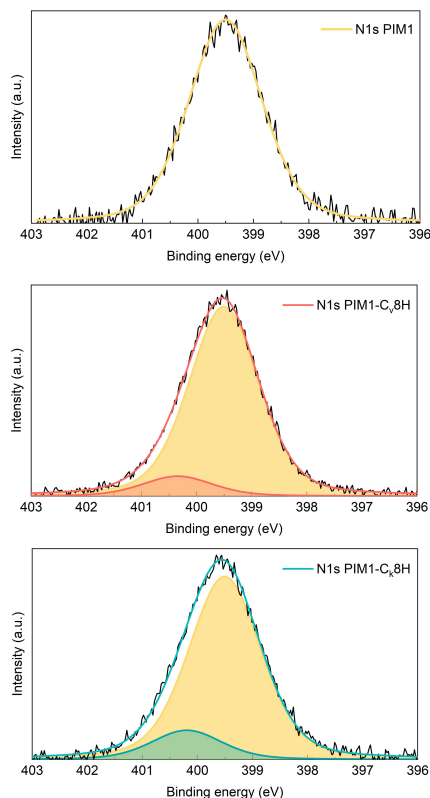 N1s PIM1
Intensity (a.u.)
403 402 401 400 399 398 397 396
Binding energy (eV)
N1s PIM1-Cv8H
Intensity (a.u.)
403 402 401 400 399 398 397 396
Binding energy (eV)
N1s PIM1-Ck8H
Intensity (a.u.)
403 402 401 400 399 398 397 396
Binding energy (eV)